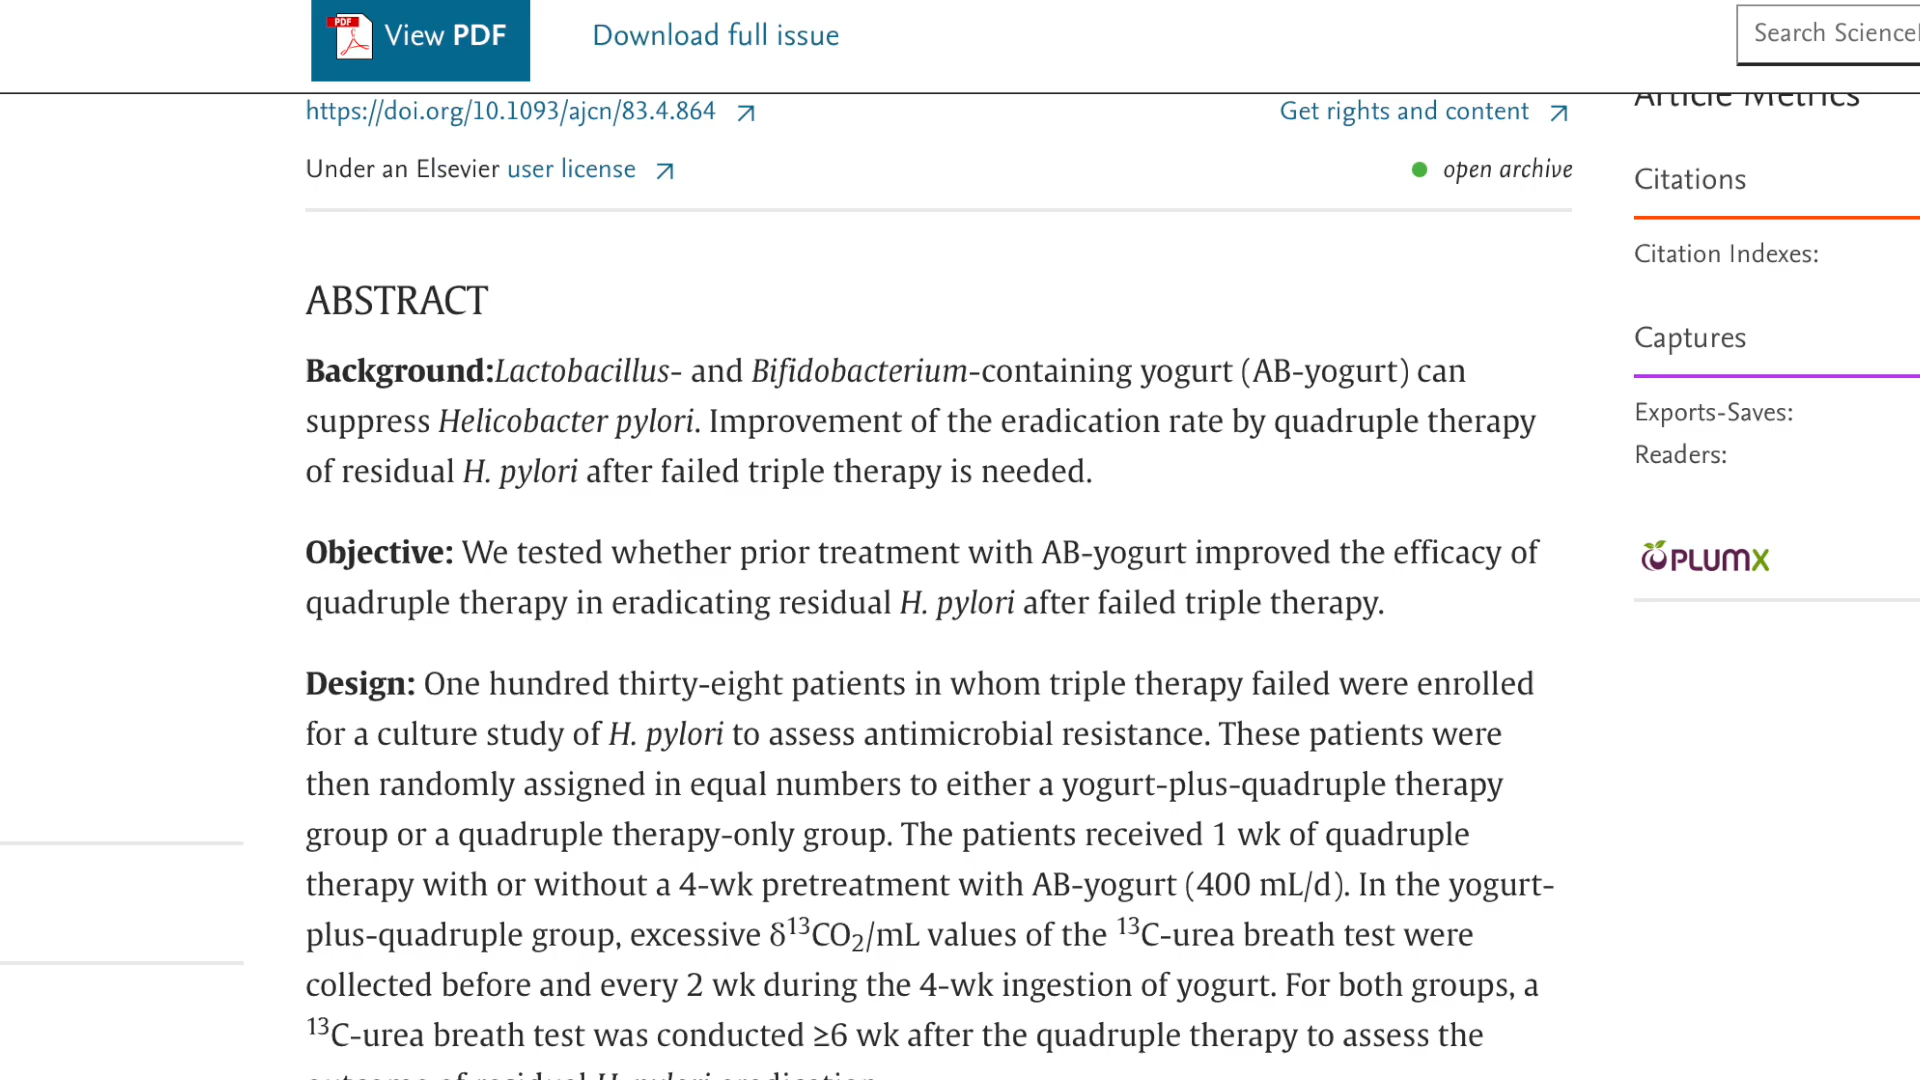 View PDF
Download full issue
Search Science
https://doi.org/10.1093/ajcn/83.4.864
Get rights and content
Article Metrics
Under an Elsevier user license
open archive
Citations
Citation Indexes:
Captures
Exports-Saves:
Readers:
PLUMX
ABSTRACT
Background:Lactobacillus- and Bifidobacterium-containing yogurt (AB-yogurt) can
suppress Helicobacter pylori. Improvement of the eradication rate by quadruple therapy
of residual H. pylori after failed triple therapy is needed.
Objective: We tested whether prior treatment with AB-yogurt improved the efficacy of
quadruple therapy in eradicating residual H. pylori after failed triple therapy.
Design: One hundred thirty-eight patients in whom triple therapy failed were enrolled
for a culture study of H. pylori to assess antimicrobial resistance. These patients were
then randomly assigned in equal numbers to either a yogurt-plus-quadruple therapy
group or a quadruple therapy-only group. The patients received 1 wk of quadruple
therapy with or without a 4-wk pretreatment with AB-yogurt (400 mL/d). In the yogurt-
plus-quadruple group, excessive δ¹³CO₂/mL values of the ¹³C-urea breath test were
collected before and every 2 wk during the 4-wk ingestion of yogurt. For both groups, a
¹³C-urea breath test was conducted ≥6 wk after the quadruple therapy to assess the
outcome of residual H. pylori eradication.